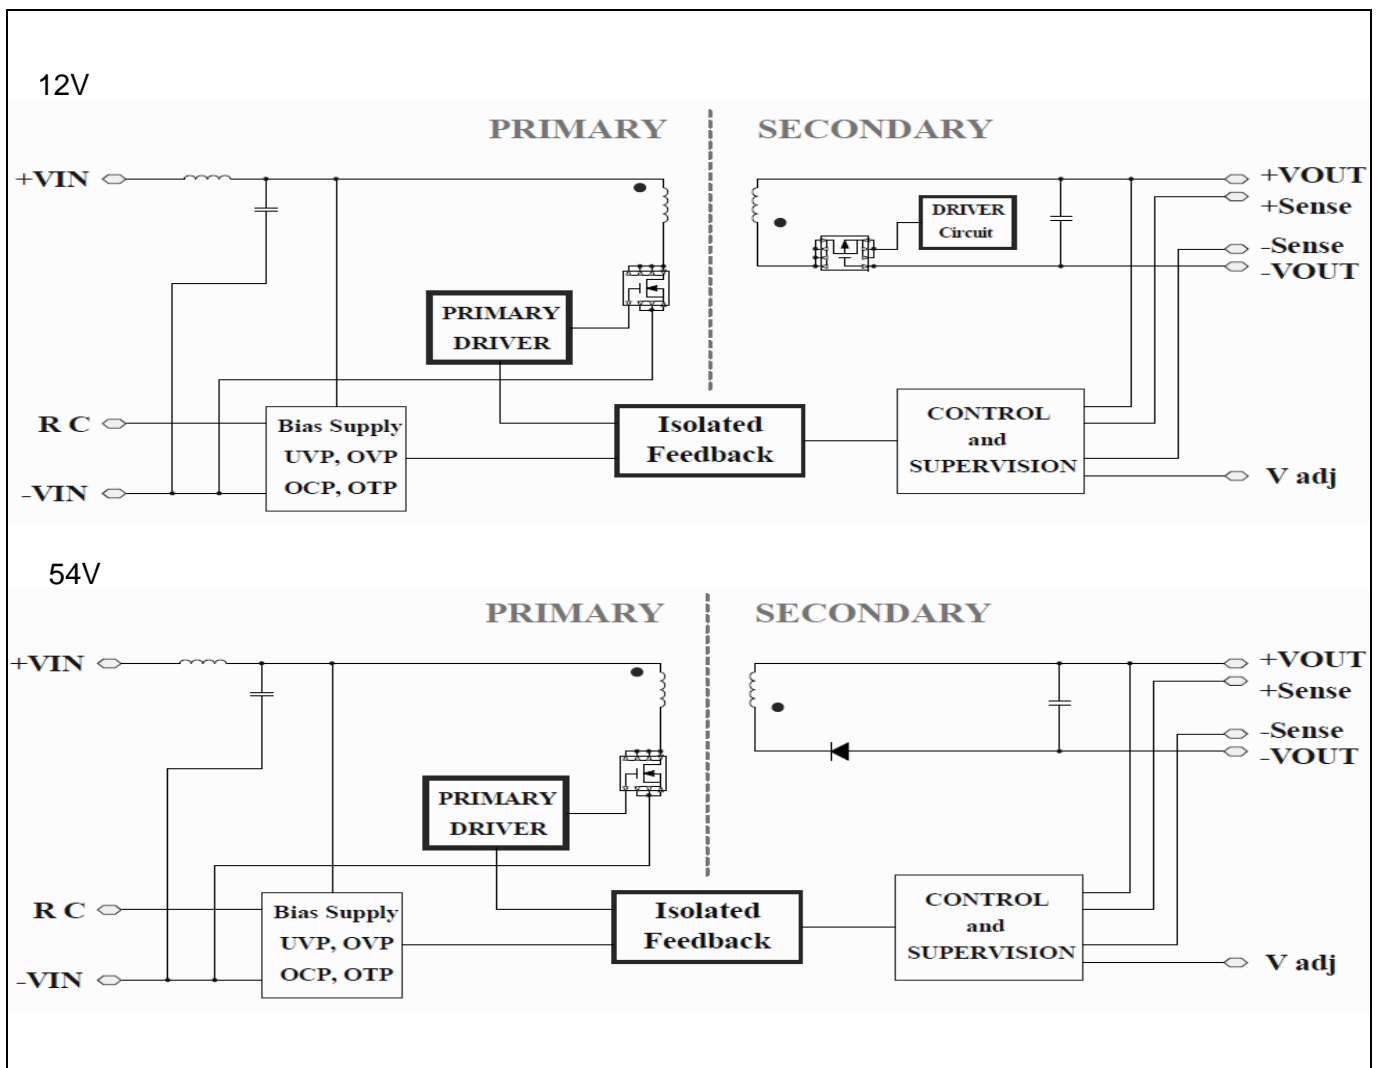 12V
PRIMARY
SECONDARY
+VIN
+VOUT
+Sense
DRIVER
Circuit
-Sense
-VOUT
PRIMARY
DRIVER
R C
Bias Supply
UVP, OVP
OCP, OTP
-VIN
Isolated
Feedback
CONTROL
and
SUPERVISION
V adj
54V
PRIMARY
SECONDARY
+VIN
+VOUT
+Sense
-Sense
-VOUT
PRIMARY
DRIVER
R C
Bias Supply
UVP, OVP
OCP, OTP
-VIN
Isolated
Feedback
CONTROL
and
SUPERVISION
V adj